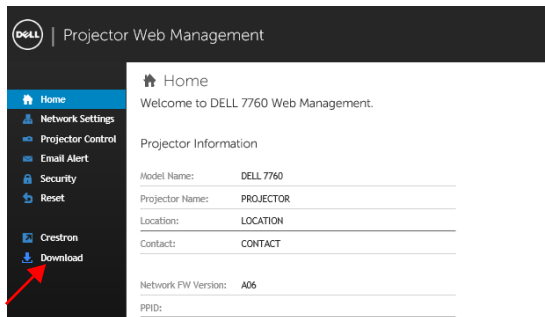 DELL | Projector Web Management
Home
Network Settings
Projector Control
Email Alert
Security
Reset
Crestron
Download
Home
Welcome to DELL 7760 Web Management.
Projector Information
Model Name: DELL 7760
Projector Name: PROJECTOR
Location: LOCATION
Contact: CONTACT
Network FW Version: A06
PPID: